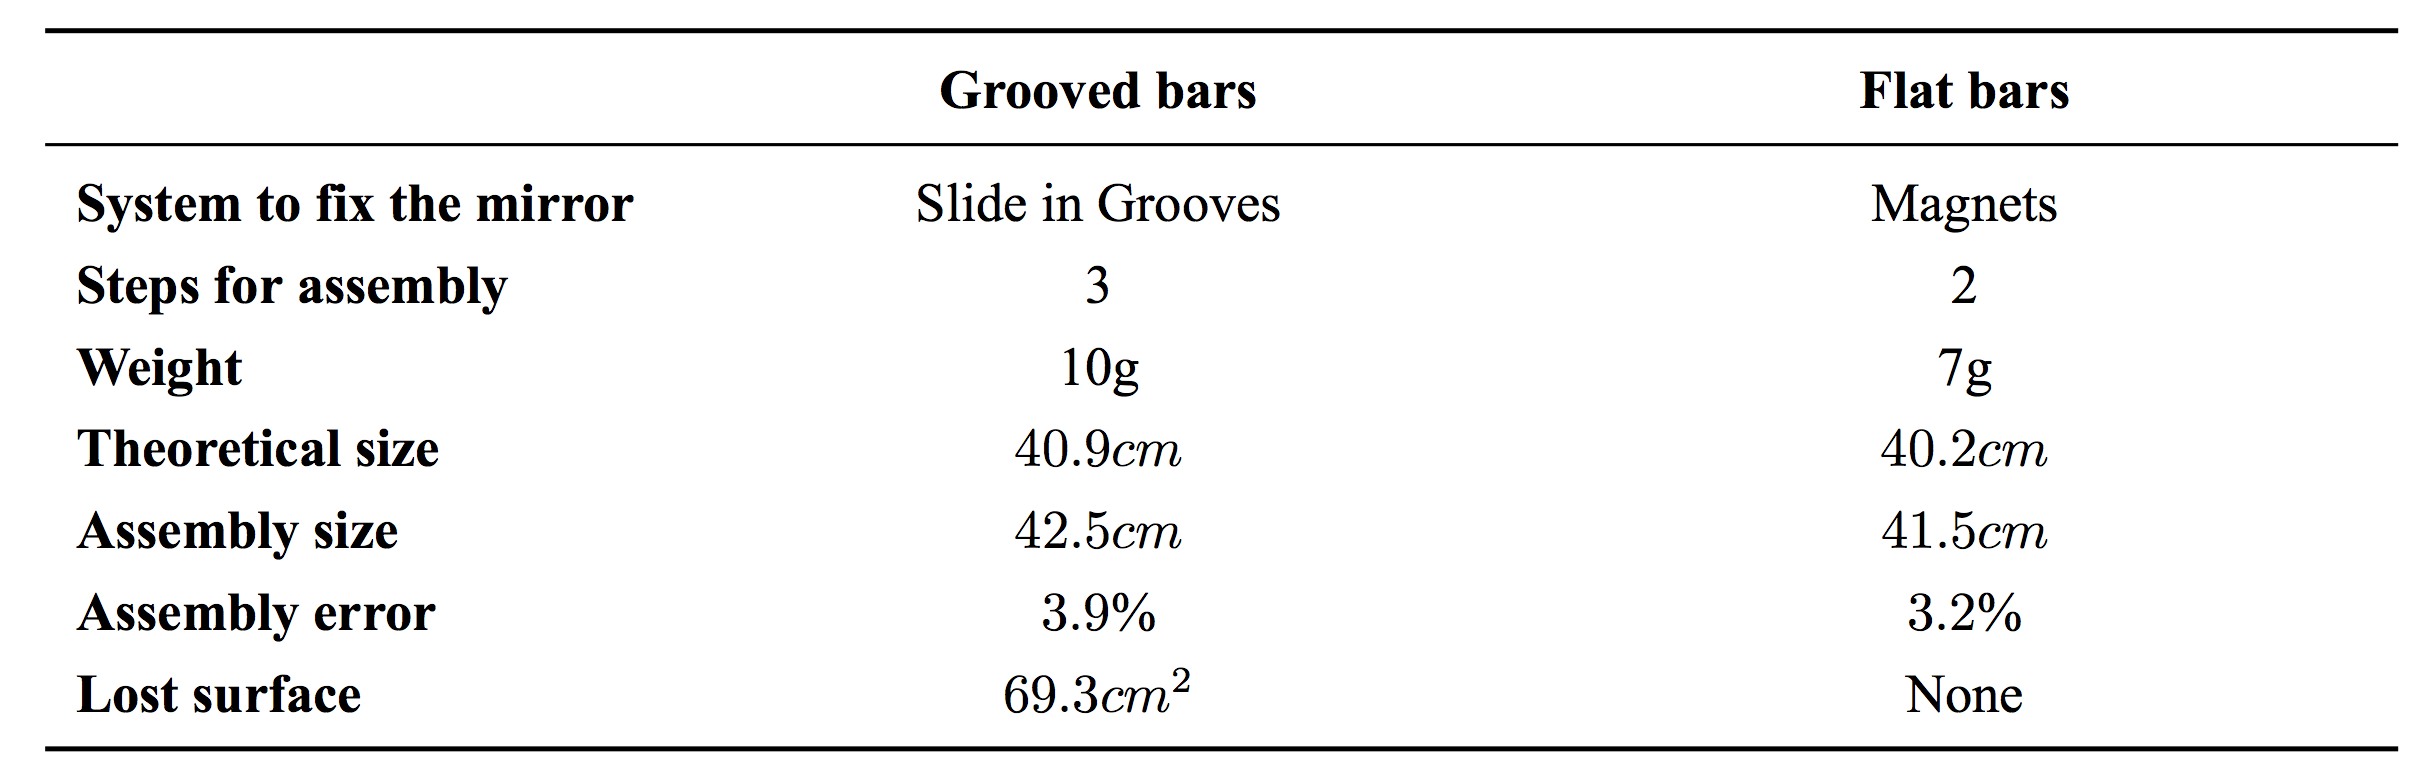 Grooved bars Flat bars
System to fix the mirror Slide in Grooves Magnets
Steps for assembly 3 2
Weight 10g 7g
Theoretical size 40.9cm 40.2cm
Assembly size 42.5cm 41.5cm
Assembly error 3.9% 3.2%
Lost surface 69.3cm² None